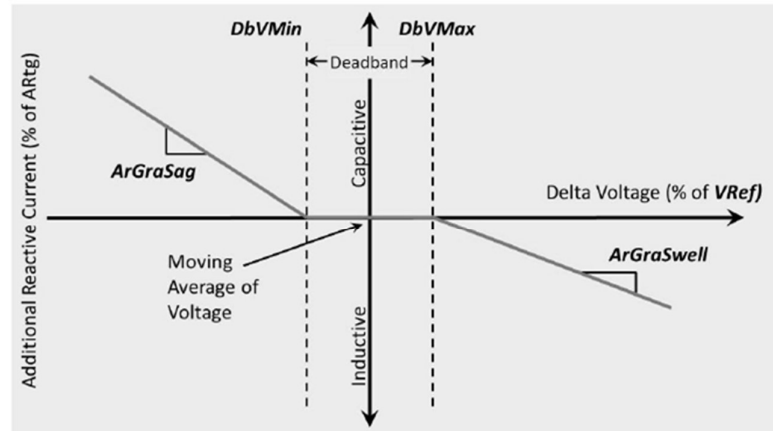 DbVMin
DbVMax
Deadband
Additional Reactive Current (% of ARtg)
Capacitive
ArGraSag
Delta Voltage (% of VRef)
Moving
Average of
Voltage
ArGraSwell
Inductive